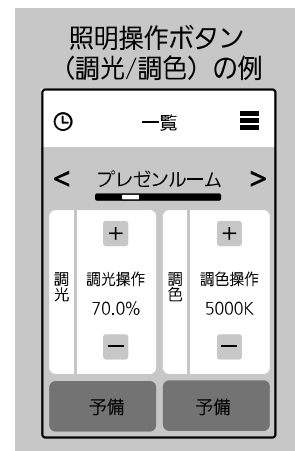 照明操作ボタン
（調光/調色）の例
一覧
< プレゼンルーム >
+ +
調光 調光操作 調色 調色操作
70.0% 5000K
− −
予備 予備